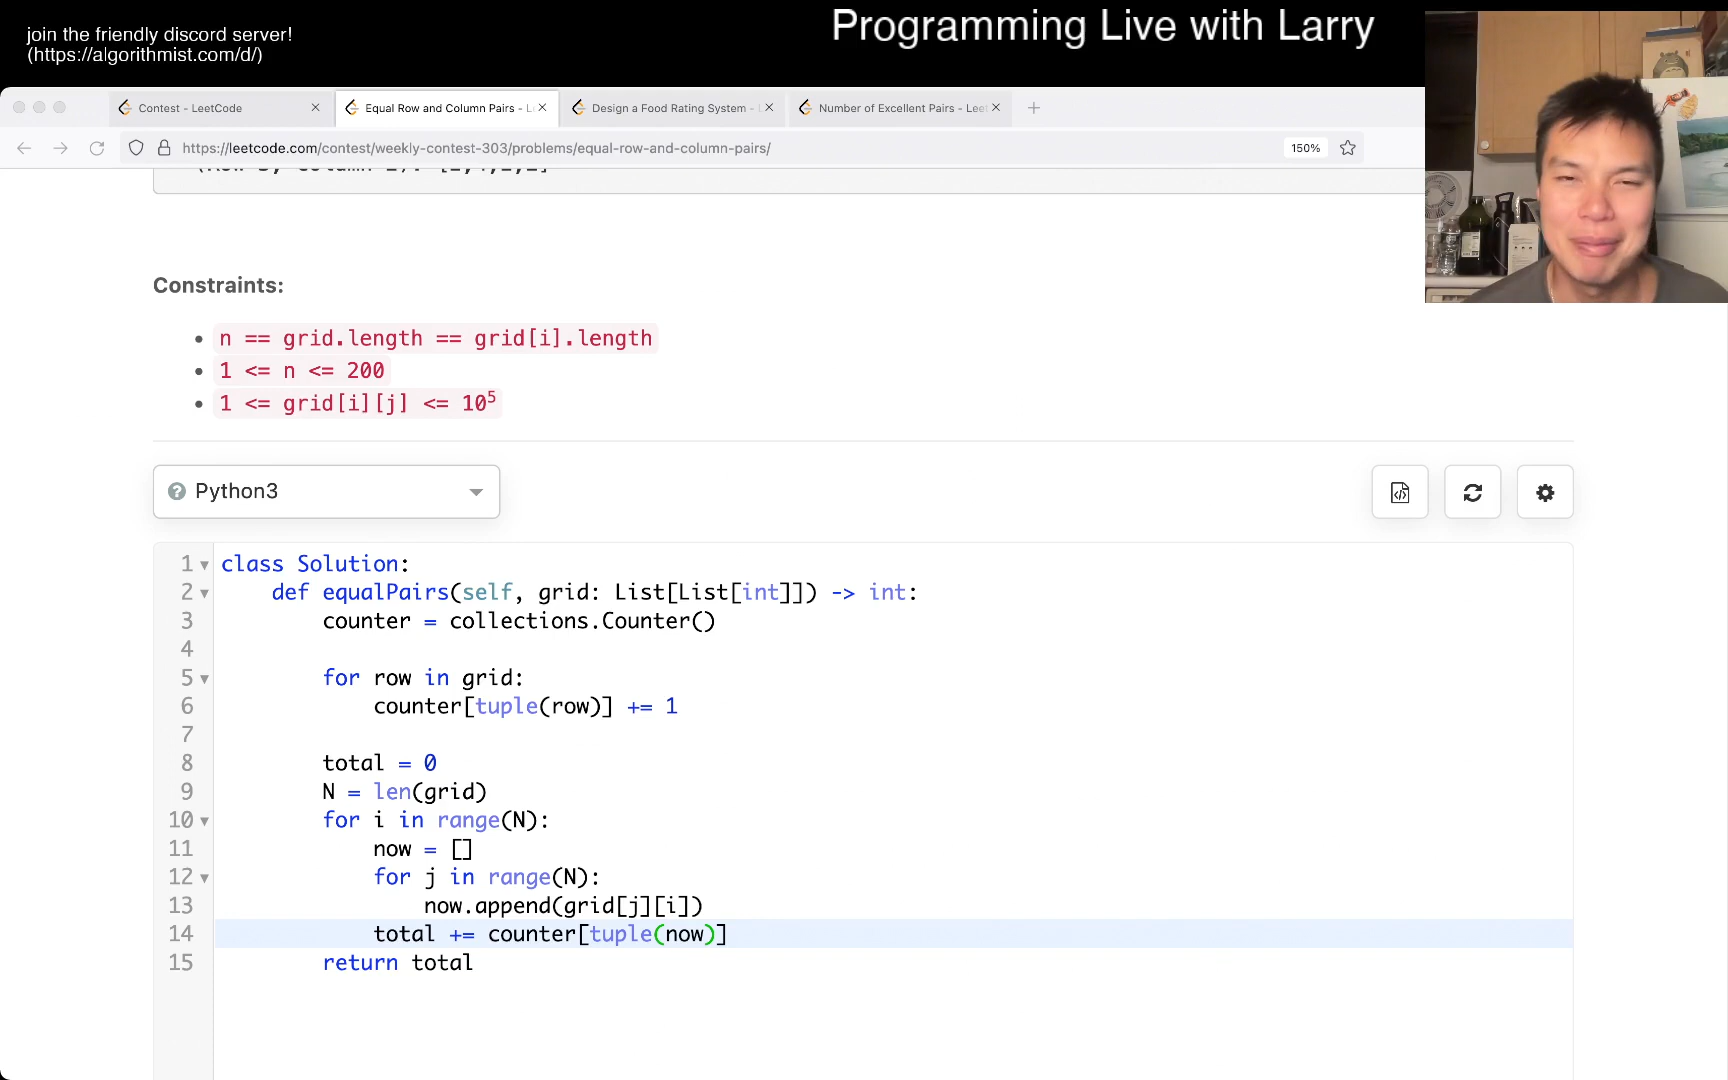 join the friendly discord server!
(https://algorithmist.com/d/)
Programming Live with Larry
Contest - LeetCode
Equal Row and Column Pairs - L
Design a Food Rating System -
Number of Excellent Pairs - Lee
https://leetcode.com/contest/weekly-contest-303/problems/equal-row-and-column-pairs/
150%
Constraints:
n == grid.length == grid[i].length
1 <= n <= 200
1 <= grid[i][j] <= 10⁵
Python3
1 class Solution:
2     def equalPairs(self, grid: List[List[int]]) -> int:
3         counter = collections.Counter()
4
5         for row in grid:
6             counter[tuple(row)] += 1
7
8         total = 0
9         N = len(grid)
10         for i in range(N):
11             now = []
12             for j in range(N):
13                 now.append(grid[j][i])
14             total += counter[tuple(now)]
15         return total